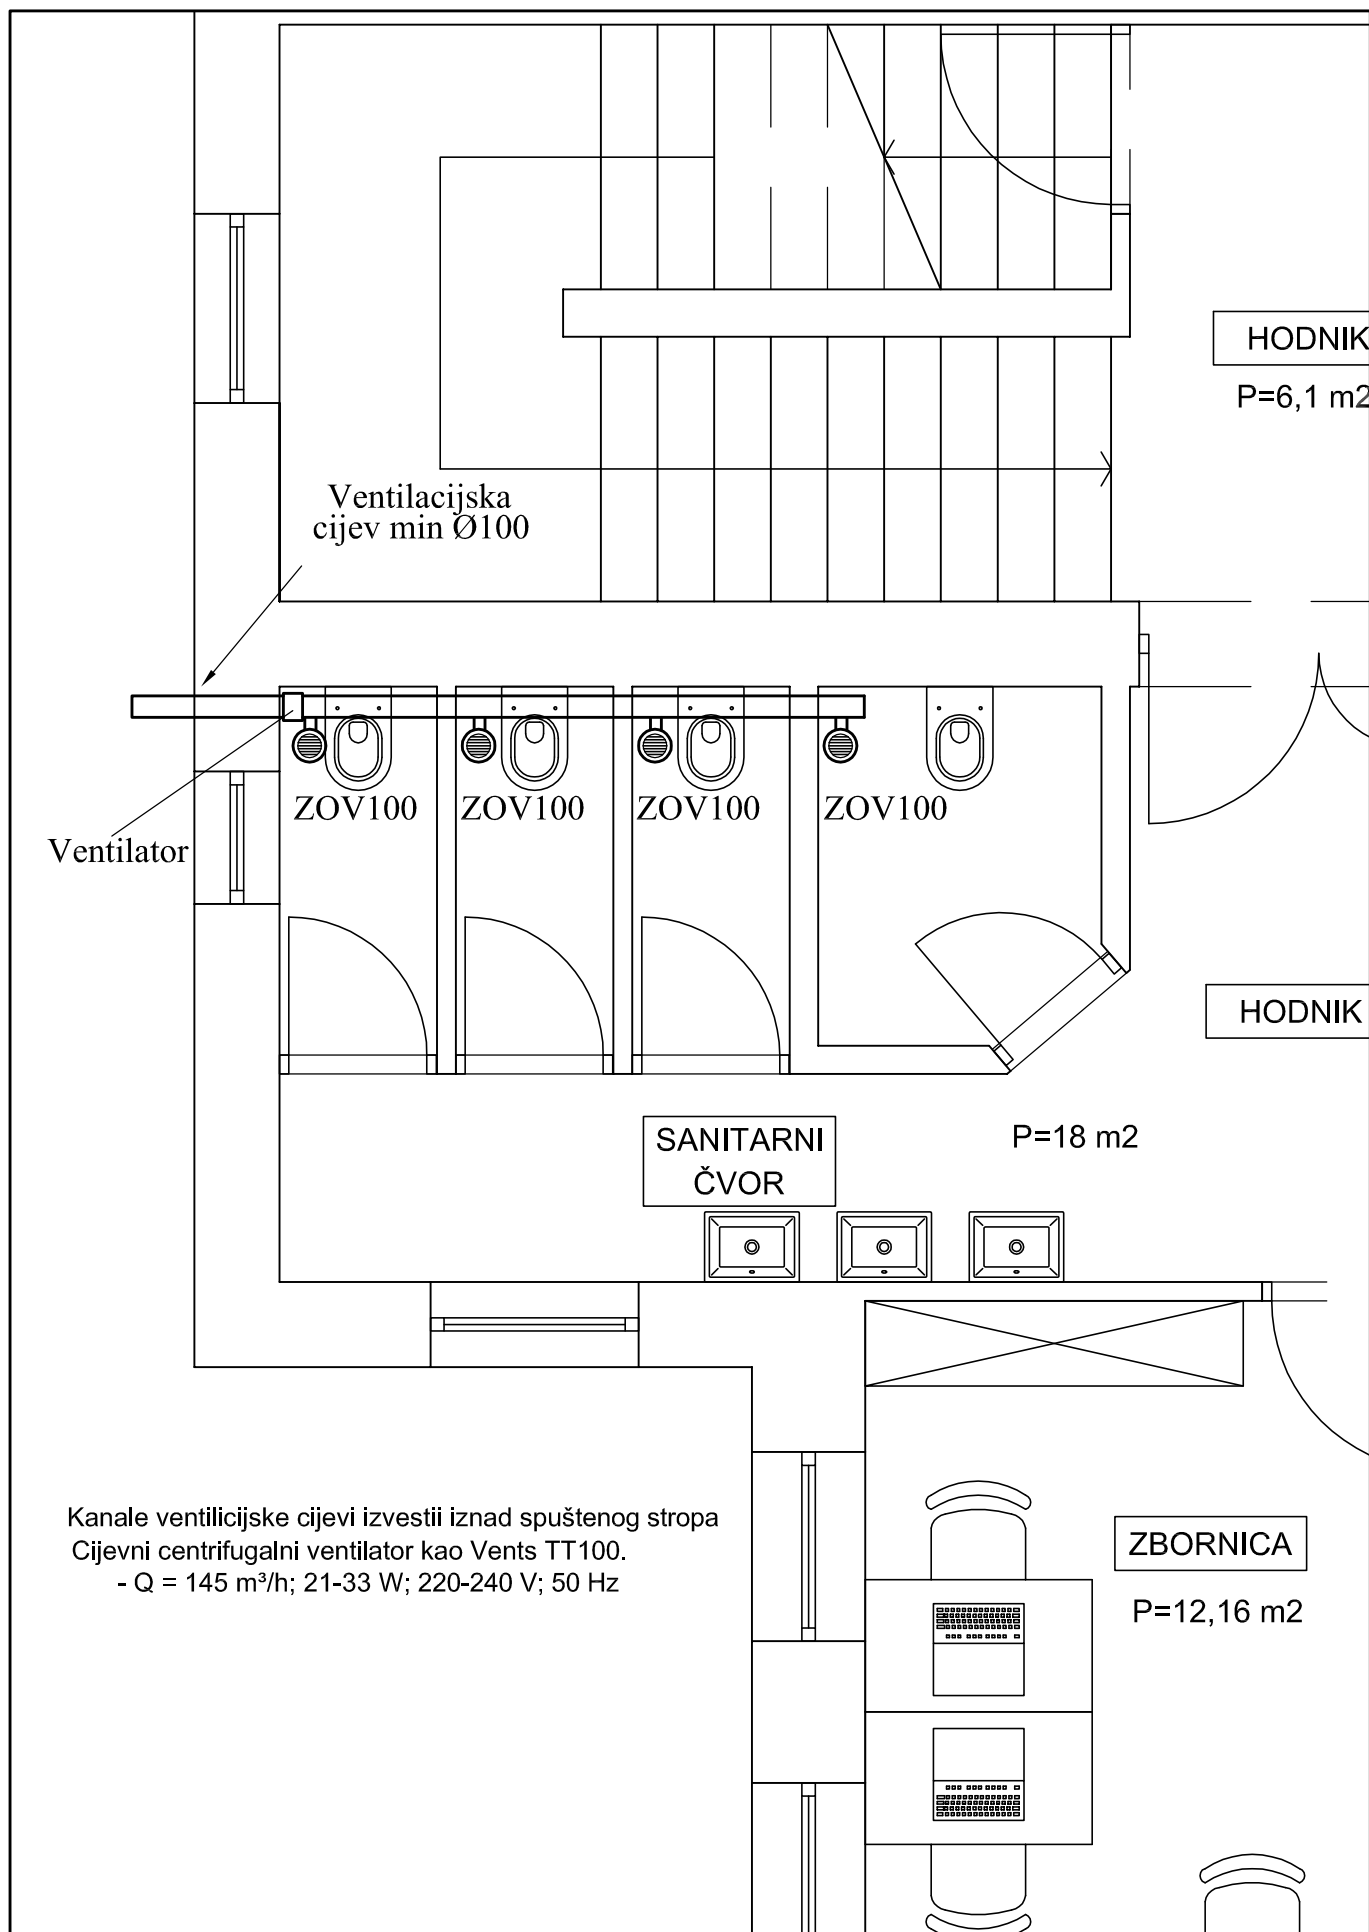 HODNIK
P=6,1 m2
Ventilacijska
cijev min Ø100
ZOV100
ZOV100
ZOV100
ZOV100
Ventilator
HODNIK
SANITARNI
ČVOR
P=18 m2
Kanale ventilicijske cijevi izvestii iznad spuštenog stropa
Cijevni centrifugalni ventilator kao Vents TT100.
- Q = 145 m³/h; 21-33 W; 220-240 V; 50 Hz
ZBORNICA
P=12,16 m2